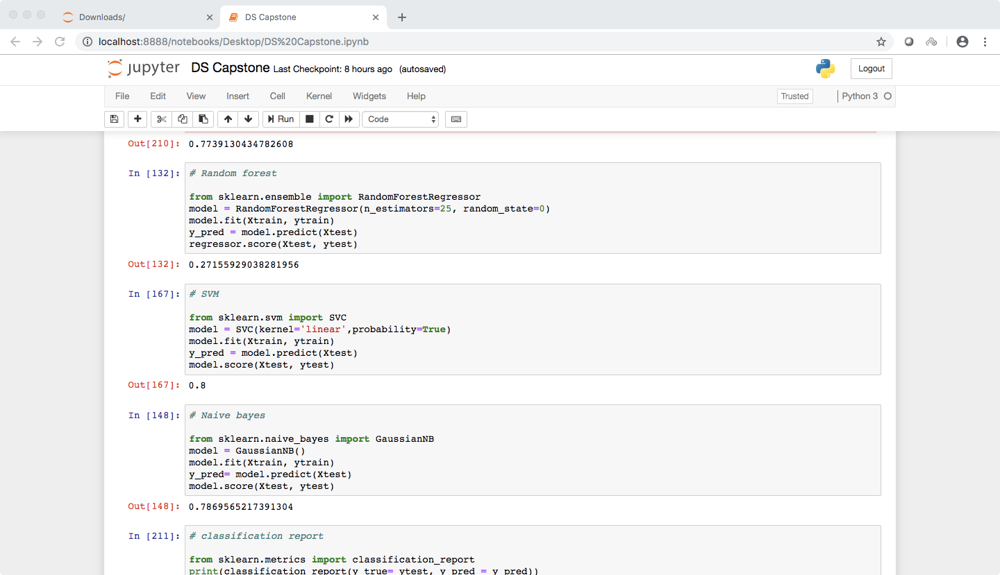 Downloads/
DS Capstone
localhost:8888/notebooks/Desktop/DS%20Capstone.ipynb
jupyter DS Capstone Last Checkpoint: 8 hours ago (autosaved)
Logout
File Edit View Insert Cell Kernel Widgets Help
Trusted Python 3
Run Code
Out[210]: 0.7739130434782608
In [132]: # Random forest
from sklearn.ensemble import RandomForestRegressor
model = RandomForestRegressor(n_estimators=25, random_state=0)
model.fit(Xtrain, ytrain)
y_pred = model.predict(Xtest)
regressor.score(Xtest, ytest)
Out[132]: 0.27155929038281956
In [167]: # SVM
from sklearn.svm import SVC
model = SVC(kernel='linear',probability=True)
model.fit(Xtrain, ytrain)
y_pred = model.predict(Xtest)
model.score(Xtest, ytest)
Out[167]: 0.8
In [148]: # Naive bayes
from sklearn.naive_bayes import GaussianNB
model = GaussianNB()
model.fit(Xtrain, ytrain)
y_pred= model.predict(Xtest)
model.score(Xtest, ytest)
Out[148]: 0.7869565217391304
In [211]: # classification report
from sklearn.metrics import classification_report
print(classification_report(y_true= ytest, y_pred = y_pred))